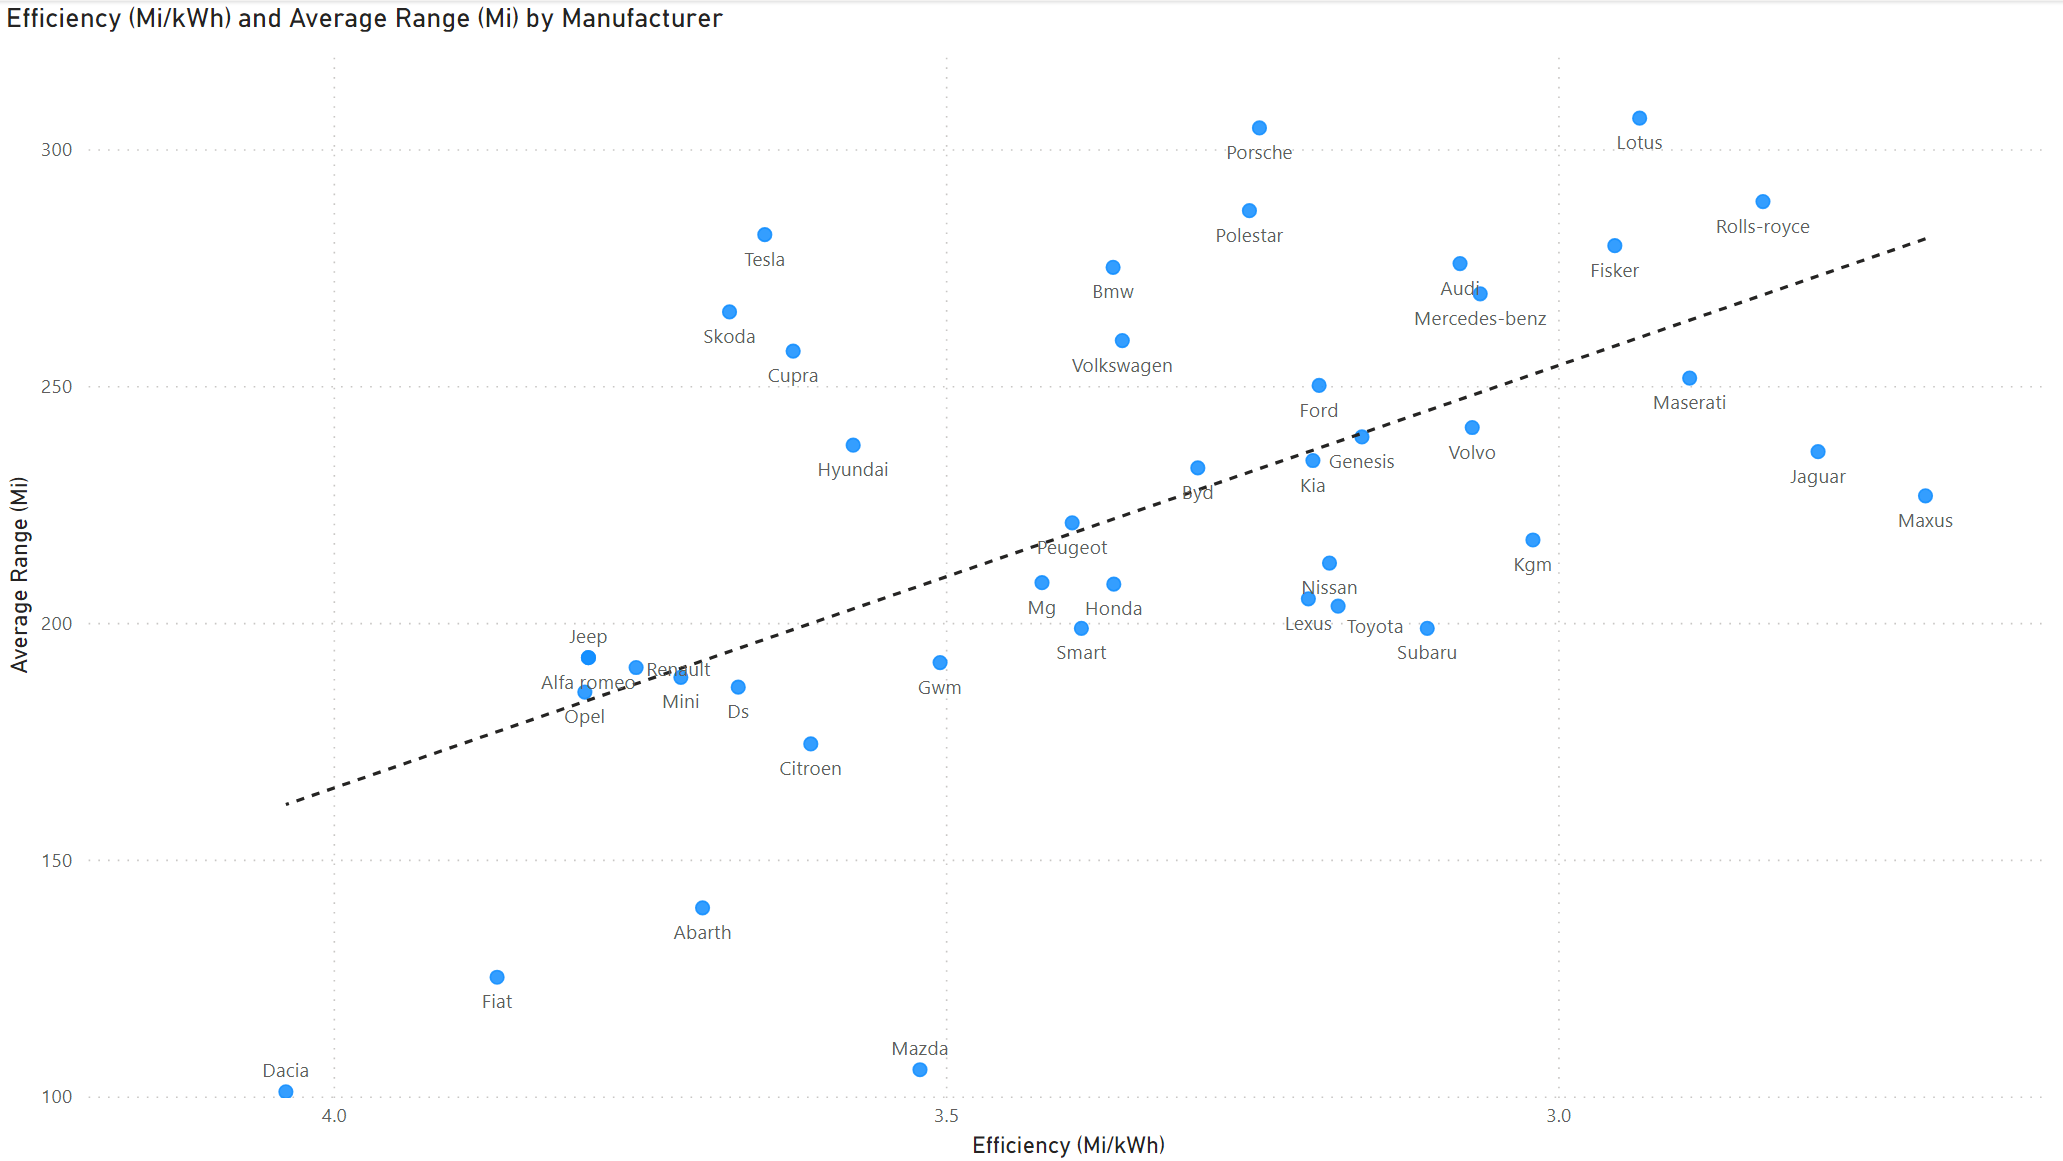 Efficiency (Mi/kWh) and Average Range (Mi) by Manufacturer
Average Range (Mi)
300
250
200
150
100
Porsche
Lotus
Polestar
Rolls-royce
Tesla
Fisker
Bmw
Audi
Mercedes-benz
Skoda
Volkswagen
Cupra
Ford
Maserati
Hyundai
Genesis
Volvo
Kia
Jaguar
Byd
Maxus
Peugeot
Kgm
Nissan
Mg
Honda
Lexus
Toyota
Smart
Subaru
Jeep
Alfa romeo
Renault
Opel
Mini
Ds
Gwm
Citroen
Abarth
Fiat
Mazda
Dacia
4.0
3.5
3.0
Efficiency (Mi/kWh)